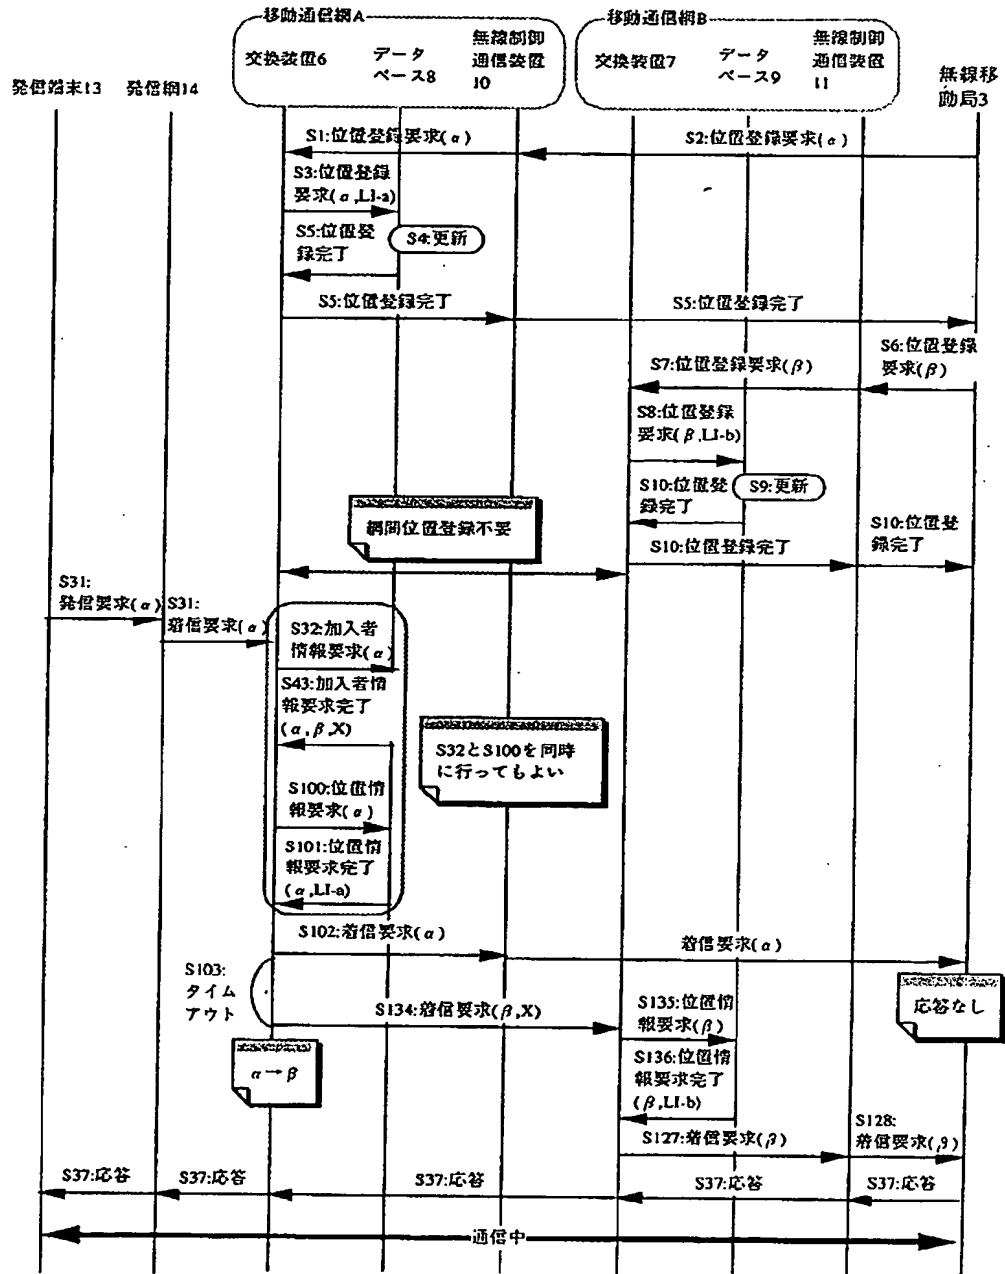 移動通信網A
移動通信網B
交換装置6
データ
ベース8
無線制御
通信装置
10
交換装置7
データ
ベース9
無線制御
通信装置
11
発信端末13
発信網14
無線移
動局3
S1:位置登録要求(α)
S2:位置登録要求(α)
S3:位置登録
要求(α,LI-a)
S5:位置登
録完了
S4:更新
S5:位置登録完了
S5:位置登録完了
S6:位置登録
要求(β)
S7:位置登録要求(β)
S8:位置登録
要求(β,LI-b)
S10:位置登
録完了
S9:更新
網間位置登録不要
S10:位置登録完了
S10:位置登
録完了
S31:
発信要求(α)
S31:
着信要求(α)
S32:加入者
情報要求(α)
S43:加入者情
報要求完了
(α,β,X)
S32とS100を同時
に行ってもよい
S100:位置情
報要求(α)
S101:位置情
報要求完了
(α,LI-a)
S102:着信要求(α)
着信要求(α)
S103:
タイム
アウト
応答なし
S134:着信要求(β,X)
S135:位置情
報要求(β)
α→β
S136:位置情
報要求完了
(β,LI-b)
S127:着信要求(β)
S128:
着信要求(β)
S37:応答
S37:応答
S37:応答
S37:応答
S37:応答
通信中